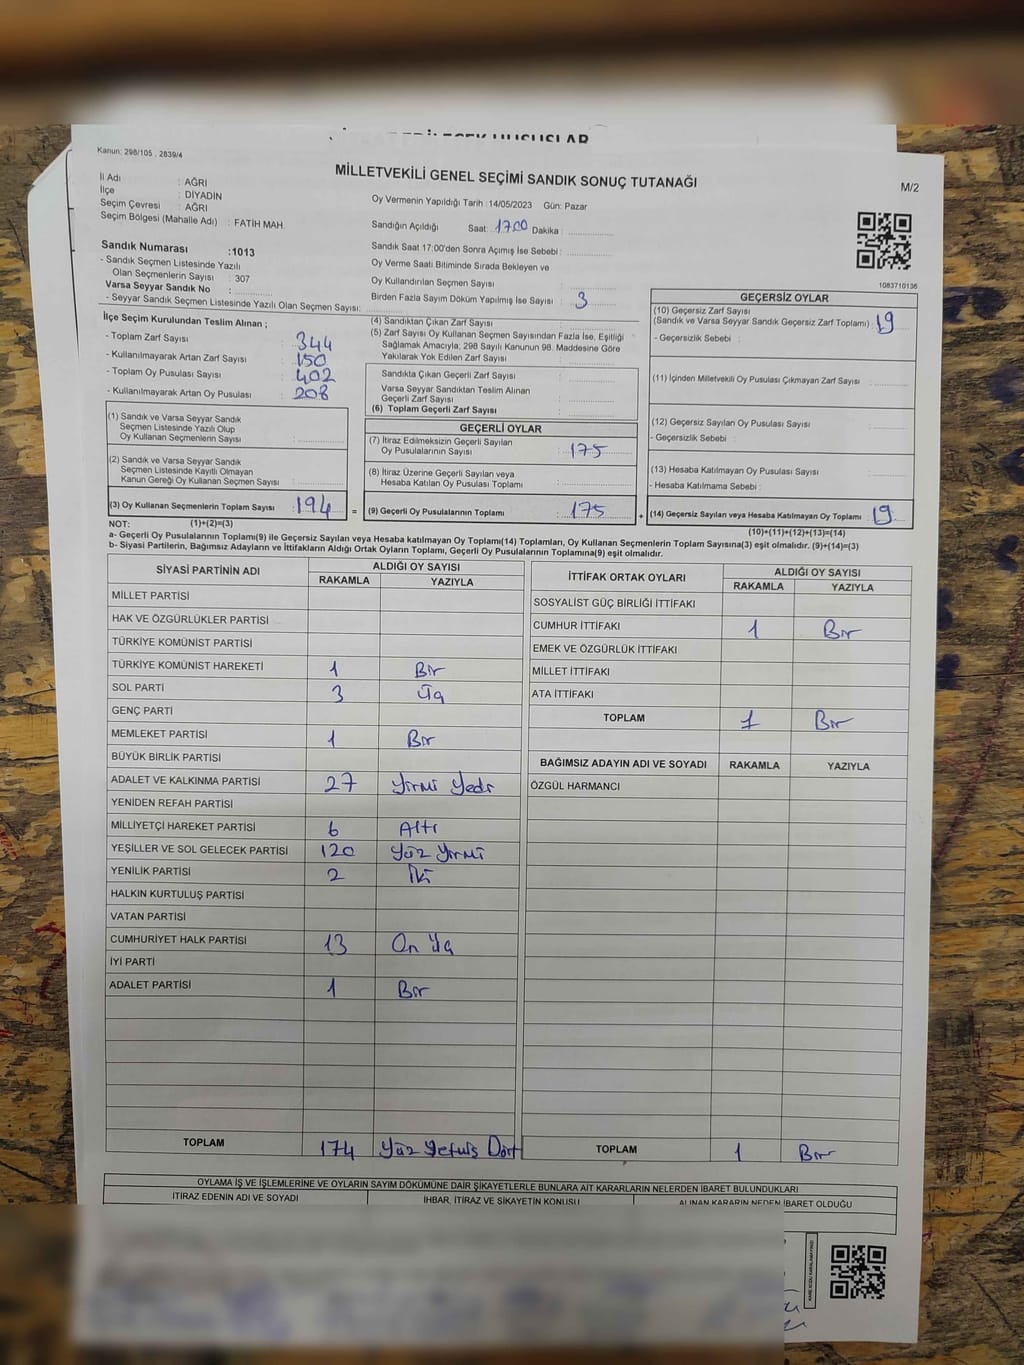 Kanun: 298/105 , 2839/4
MİLLETVEKİLİ GENEL SEÇİMİ SANDIK SONUÇ TUTANAĞI
M/2
İl Adı : AĞRI
İlçe : DİYADİN
Seçim Çevresi : AĞRI
Seçim Bölgesi (Mahalle Adı) : FATİH MAH.
Oy Vermenin Yapıldığı Tarih :14/05/2023 Gün: Pazar
Sandığın Açıldığı Saat: 17.00 Dakika :
Sandık Numarası :1013
- Sandık Seçmen Listesinde Yazılı
Olan Seçmenlerin Sayısı : 307
Varsa Seyyar Sandık No :
- Seyyar Sandık Seçmen Listesinde Yazılı Olan Seçmen Sayısı:
Sandık Saat 17:00'den Sonra Açımış İse Sebebi :
Oy Verme Saati Bitiminde Sırada Bekleyen ve
Oy Kullandırılan Seçmen Sayısı :
Birden Fazla Sayım Döküm Yapılmış İse Sayısı : 3
1083710136
İlçe Seçim Kurulundan Teslim Alınan ;
- Toplam Zarf Sayısı : 344
- Kullanılmayarak Artan Zarf Sayısı : 150
- Toplam Oy Pusulası Sayısı : 402
- Kullanılmayarak Artan Oy Pusulası : 208
(4) Sandıktan Çıkan Zarf Sayısı :
(5) Zarf Sayısı Oy Kullanan Seçmen Sayısından Fazla İse, Eşitliği
Sağlamak Amacıyla; 298 Sayılı Kanunun 98. Maddesine Göre
Yakılarak Yok Edilen Zarf Sayısı :
Sandıkta Çıkan Geçerli Zarf Sayısı :
Varsa Seyyar Sandıktan Teslim Alınan
Geçerli Zarf Sayısı :
(6) Toplam Geçerli Zarf Sayısı :
GEÇERSİZ OYLAR
(10) Geçersiz Zarf Sayısı
(Sandık ve Varsa Seyyar Sandık Geçersiz Zarf Toplamı) : 19
- Geçersizlik Sebebi :
(11) İçinden Milletvekili Oy Pusulası Çıkmayan Zarf Sayısı :
(12) Geçersiz Sayılan Oy Pusulası Sayısı :
- Geçersizlik Sebebi :
(13) Hesaba Katılmayan Oy Pusulası Sayısı :
- Hesaba Katılmama Sebebi :
(1) Sandık ve Varsa Seyyar Sandık
Seçmen Listesinde Yazılı Olup
Oy Kullanan Seçmenlerin Sayısı :
(2) Sandık ve Varsa Seyyar Sandık
Seçmen Listesinde Kayıtlı Olmayan
Kanun Gereği Oy Kullanan Seçmen Sayısı :
GEÇERLİ OYLAR
(7) İtiraz Edilmeksizin Geçerli Sayılan
Oy Pusulalarının Sayısı : 175
(8) İtiraz Üzerine Geçerli Sayılan veya
Hesaba Katılan Oy Pusulası Toplamı :
(3) Oy Kullanan Seçmenlerin Toplam Sayısı : 194 = (9) Geçerli Oy Pusulalarının Toplamı : 175 + (14) Geçersiz Sayılan veya Hesaba Katılmayan Oy Toplamı : 19
NOT: (1)+(2)=(3) (10)+(11)+(12)+(13)=(14)
a- Geçerli Oy Pusulalarının Toplamı(9) ile Geçersiz Sayılan veya Hesaba katılmayan Oy Toplamı(14) Toplamları, Oy Kullanan Seçmenlerin Toplam Sayısına(3) eşit olmalıdır. (9)+(14)=(3)
b- Siyasi Partilerin, Bağımsız Adayların ve İttifakların Aldığı Ortak Oyların Toplamı, Geçerli Oy Pusulalarının Toplamına(9) eşit olmalıdır.
SİYASİ PARTİNİN ADI ALDIĞI OY SAYISI
RAKAMLA YAZIYLA
MİLLET PARTİSİ
HAK VE ÖZGÜRLÜKLER PARTİSİ
TÜRKİYE KOMÜNİST PARTİSİ
TÜRKİYE KOMÜNİST HAREKETİ 1 Bir
SOL PARTİ 3 Üç
GENÇ PARTİ
MEMLEKET PARTİSİ 1 Bir
BÜYÜK BİRLİK PARTİSİ
ADALET VE KALKINMA PARTİSİ 27 Yirmi Yedi
YENİDEN REFAH PARTİSİ
MİLLİYETÇİ HAREKET PARTİSİ 6 Altı
YEŞİLLER VE SOL GELECEK PARTİSİ 120 Yüz Yirmi
YENİLİK PARTİSİ 2 İki
HALKIN KURTULUŞ PARTİSİ
VATAN PARTİSİ
CUMHURİYET HALK PARTİSİ 13 On Üç
İYİ PARTİ
ADALET PARTİSİ 1 Bir
TOPLAM 174 Yüz Yetmiş Dört
İTTİFAK ORTAK OYLARI ALDIĞI OY SAYISI
RAKAMLA YAZIYLA
SOSYALİST GÜÇ BİRLİĞİ İTTİFAKI
CUMHUR İTTİFAKI 1 Bir
EMEK VE ÖZGÜRLÜK İTTİFAKI
MİLLET İTTİFAKI
ATA İTTİFAKI
TOPLAM 1 Bir
BAĞIMSIZ ADAYIN ADI VE SOYADI RAKAMLA YAZIYLA
ÖZGÜL HARMANCI
TOPLAM 1 Bir
OYLAMA İŞ VE İŞLEMLERİNE VE OYLARIN SAYIM DÖKÜMÜNE DAİR ŞİKAYETLERLE BUNLARA AİT KARARLARIN NELERDEN İBARET BULUNDUKLARI
İTİRAZ EDENİN ADI VE SOYADI İHBAR, İTİRAZ VE ŞİKAYETİN KONUSU ALINAN KARARIN NEDEN İBARET OLDUĞU